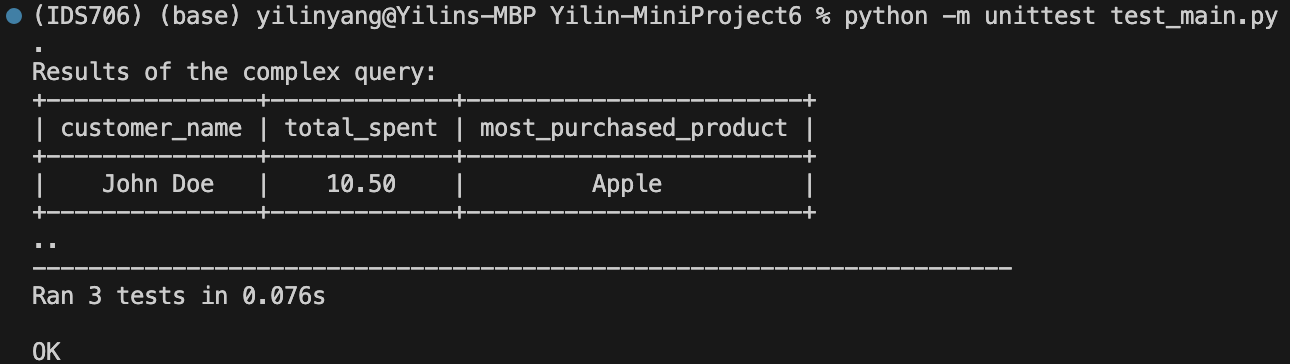 (IDS706) (base) yilinyang@Yilins-MBP Yilin-MiniProject6 % python -m unittest test_main.py
.
Results of the complex query:
+---------------+-------------+------------------------+
| customer_name | total_spent | most_purchased_product |
+---------------+-------------+------------------------+
|    John Doe   |    10.50    |         Apple          |
+---------------+-------------+------------------------+
..
----------------------------------------------------------------------
Ran 3 tests in 0.076s
OK